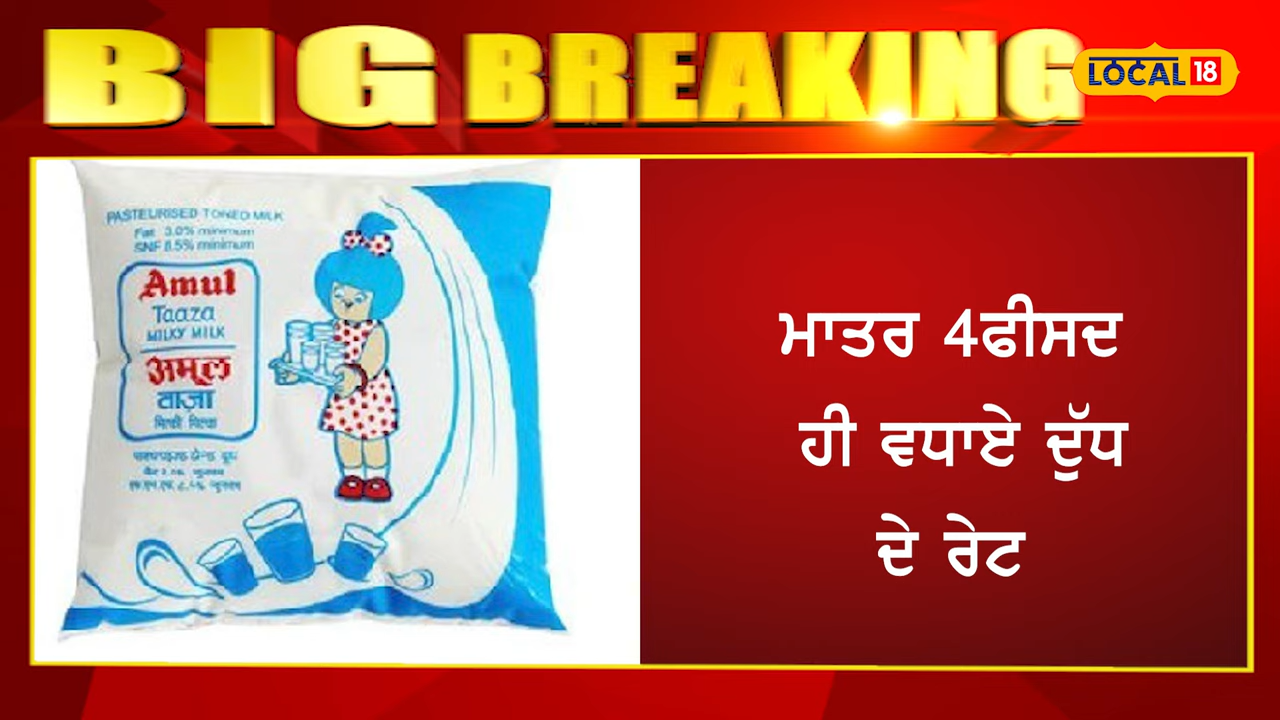 BIG BREAKING
LOCAL 18
PASTEURISED TONED MILK
Fat 3.0% minimum
SNF 8.5% minimum
Amul
Taaza
MILKY MILK
अमूल
ताज़ा
मिल्की मिल्क
ਮਾਤਰ 4ਫੀਸਦ
ਹੀ ਵਧਾਏ ਦੁੱਧ
ਦੇ ਰੇਟ